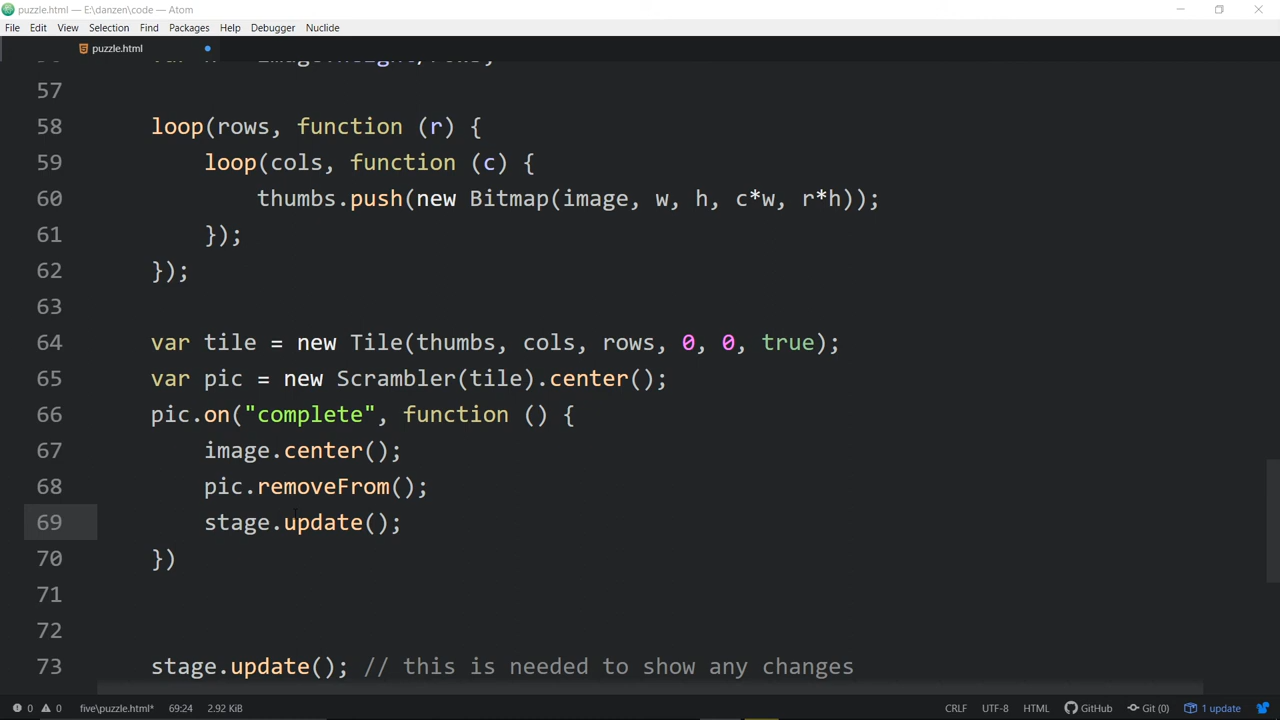 puzzle.html — E:\danzen\code — Atom
File Edit View Selection Find Packages Help Debugger Nuclide
puzzle.html
57
58 loop(rows, function (r) {
59 loop(cols, function (c) {
60 thumbs.push(new Bitmap(image, w, h, c*w, r*h));
61 });
62 });
63
64 var tile = new Tile(thumbs, cols, rows, 0, 0, true);
65 var pic = new Scrambler(tile).center();
66 pic.on("complete", function () {
67 image.center();
68 pic.removeFrom();
69 stage.update();
70 })
71
72
73 stage.update(); // this is needed to show any changes
0 0 five\puzzle.html* 69:24 2.92 KiB CRLF UTF-8 HTML GitHub Git (0) 1 update